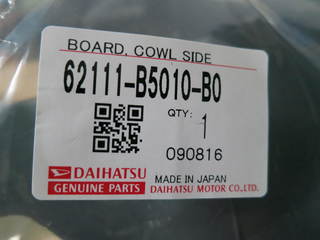 BOARD, COWL SIDE
62111-B5010-B0
QTY: 1
090816
DAIHATSU
GENUINE PARTS
MADE IN JAPAN
DAIHATSU MOTOR CO.,LTD.